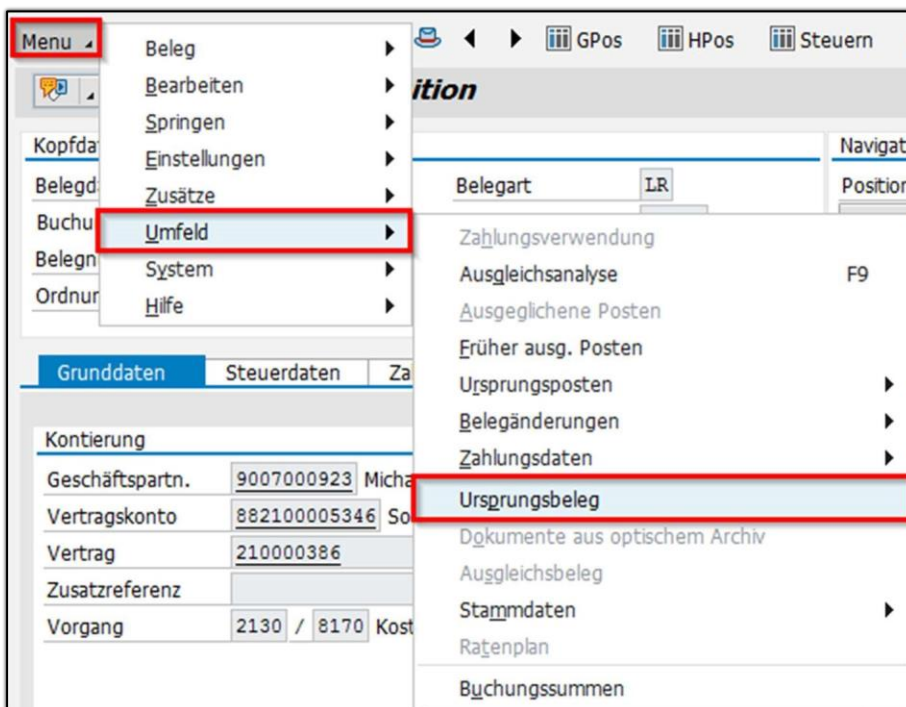 Menu
GPos
HPos
Steuern
Beleg
Bearbeiten
Springen
Einstellungen
Zusätze
Umfeld
System
Hilfe
ition
Kopfda
Navigat
Belegd
Belegart
LR
Position
Buchu
Belegn
Ordnur
Zahlungsverwendung
Ausgleichsanalyse F9
Ausgeglichene Posten
Früher ausg. Posten
Ursprungsposten
Belegänderungen
Zahlungsdaten
Ursprungsbeleg
Dokumente aus optischem Archiv
Ausgleichsbeleg
Stammdaten
Ratenplan
Buchungssummen
Grunddaten
Steuerdaten
Za
Kontierung
Geschäftspartn. 9007000923 Micha
Vertragskonto 882100005346 So
Vertrag 210000386
Zusatzreferenz
Vorgang 2130 / 8170 Kost